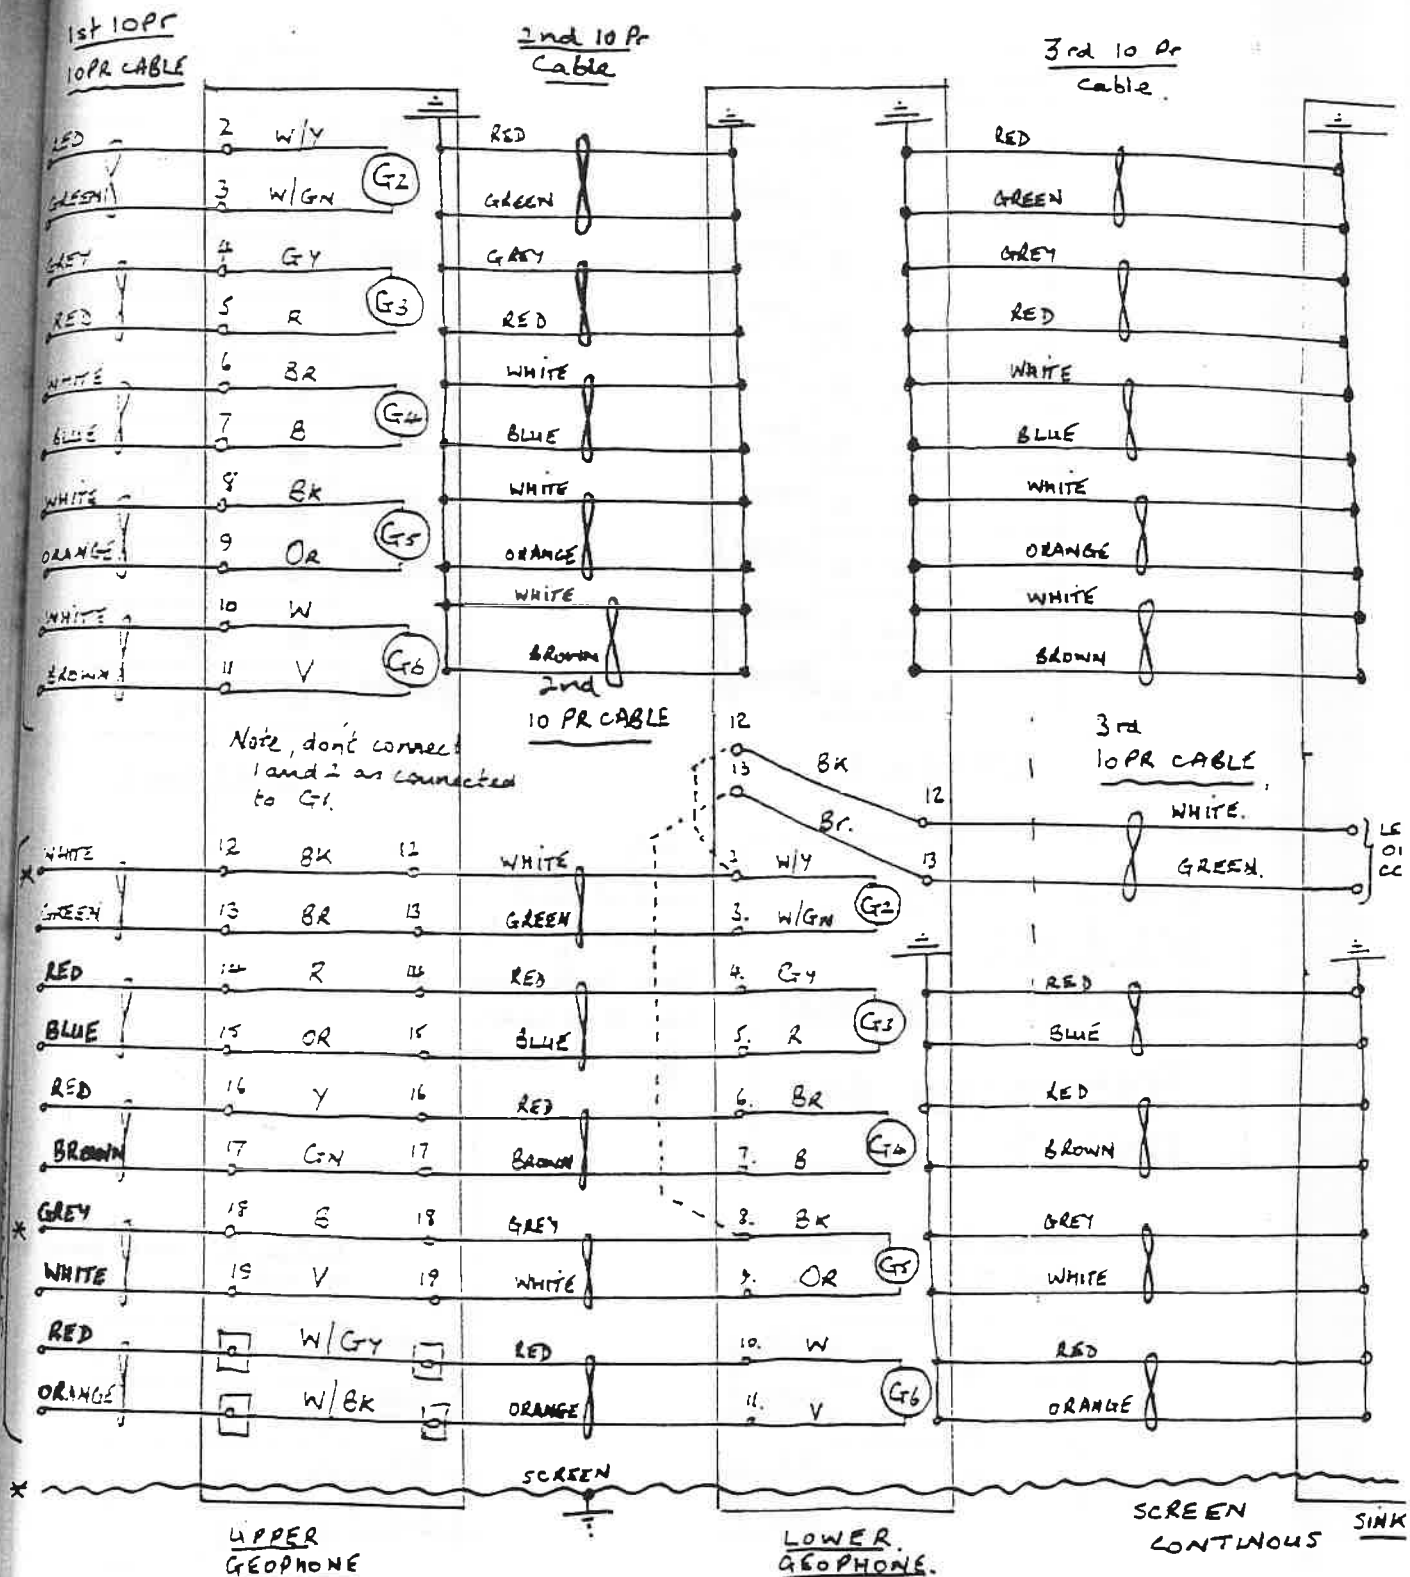 1st 10Pr
10PR CABLE
2nd 10 Pr
Cable
3rd 10 Pr
Cable.
RED
2
W/Y
G2
GREEN
3
W/GN
GREY
4
GY
G3
RED
5
R
WHITE
6
BR
G4
BLUE
7
B
WHITE
8
BK
G5
ORANGE
9
OR
WHITE
10
W
G6
BROWN
11
V
RED
GREEN
GREY
RED
WHITE
BLUE
WHITE
ORANGE
WHITE
BROWN
2nd
10 PR CABLE
RED
GREEN
GREY
RED
WHITE
BLUE
WHITE
ORANGE
WHITE
BROWN
3rd
10PR CABLE
Note, don't connect
1 and 2 as connected
to G1.
12
13
BK
Br.
12
13
WHITE.
GREEN.
LE
OI
CC
* WHITE
12
BK
12
WHITE
2
W/Y
G2
GREEN
13
BR
13
GREEN
3.
W/GN
RED
14
R
14
RED
4.
GY
G3
RED
BLUE
15
OR
15
BLUE
5.
R
BLUE
RED
16
Y
16
RED
6.
BR
G4
RED
BROWN
17
GN
17
BROWN
7.
B
BROWN
* GREY
18
B
18
GREY
8.
BK
G5
GREY
WHITE
19
V
19
WHITE
9.
OR
WHITE
RED
W/GY
RED
10.
W
G6
RED
ORANGE
W/BK
ORANGE
11.
V
ORANGE
*
SCREEN
SCREEN
CONTINOUS
UPPER
GEOPHONE
LOWER.
GEOPHONE.
SINK